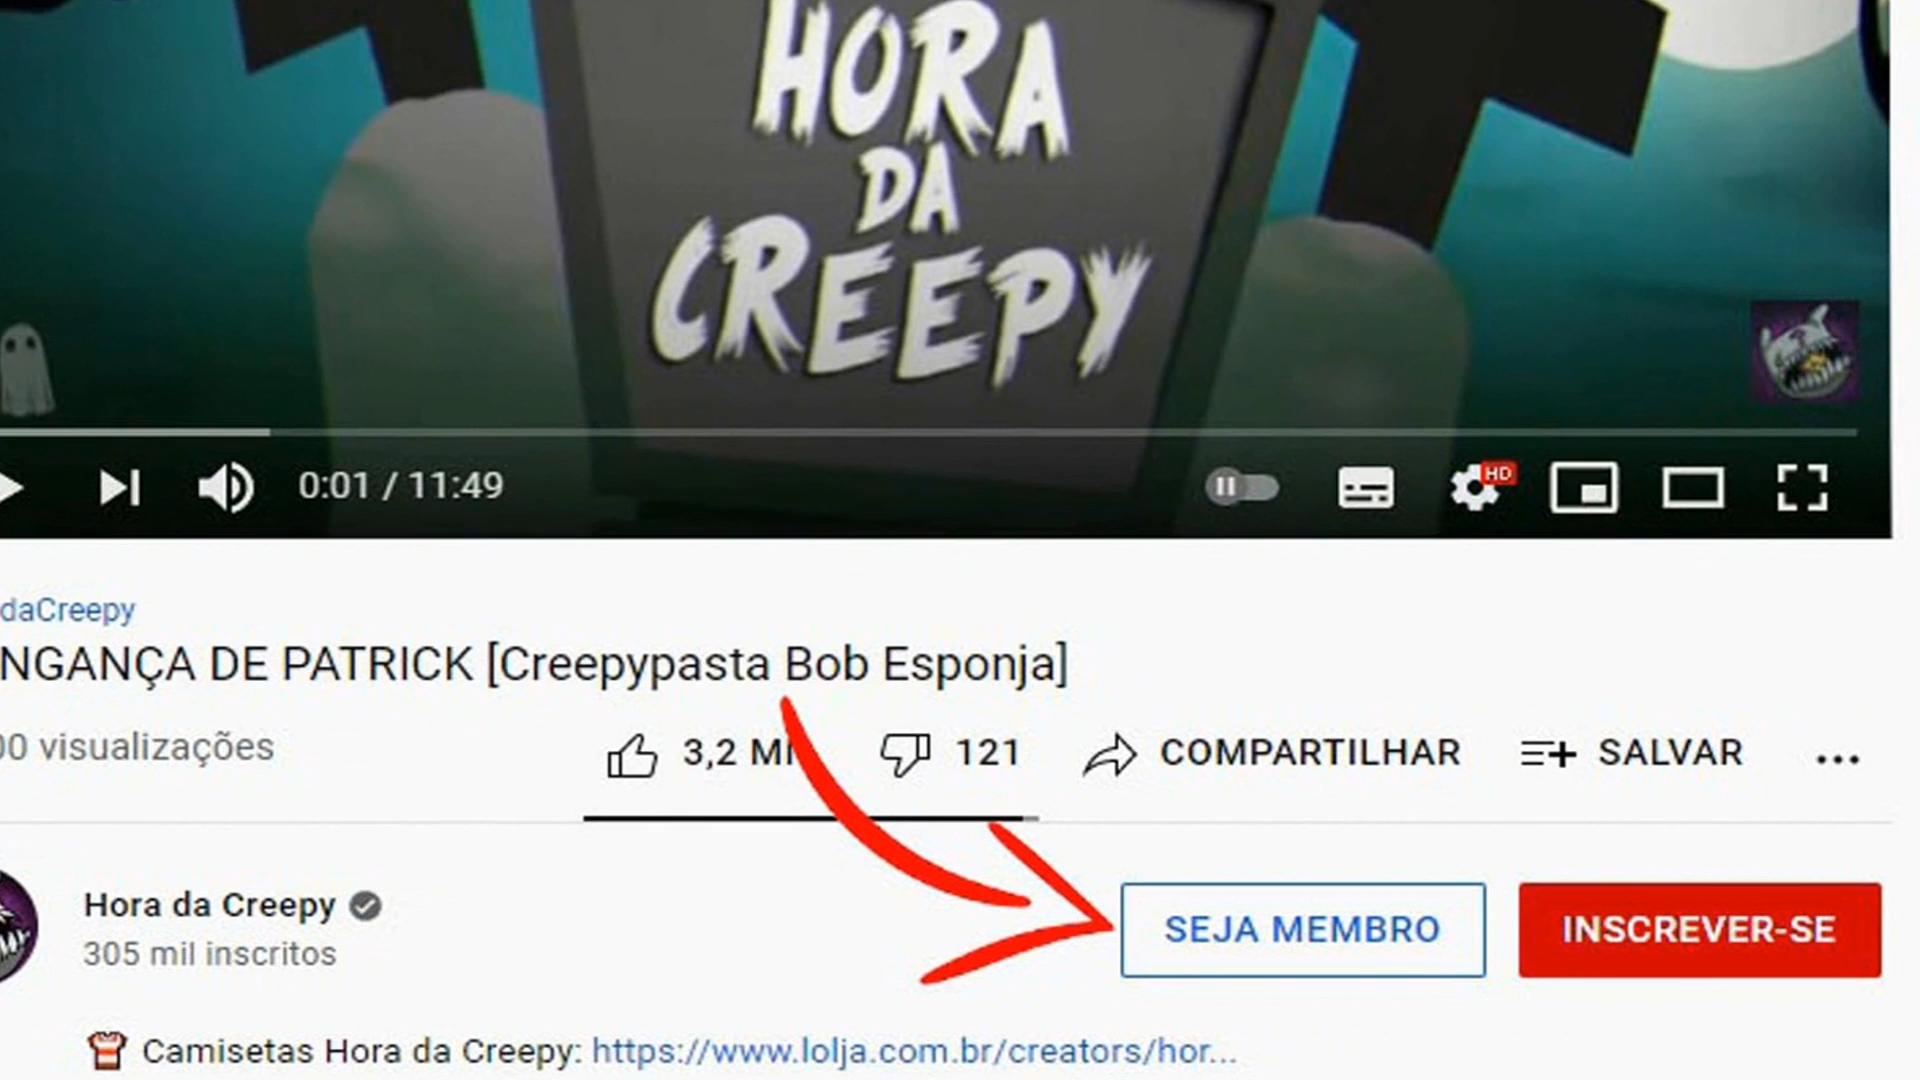 HORA
DA
CREEPY
0:01 / 11:49
HD
daCreepy
NGANÇA DE PATRICK [Creepypasta Bob Esponja]
00 visualizações
3,2 MI
121
COMPARTILHAR
SALVAR
Hora da Creepy
305 mil inscritos
SEJA MEMBRO
INSCREVER-SE
Camisetas Hora da Creepy: https://www.lolja.com.br/creators/hor...